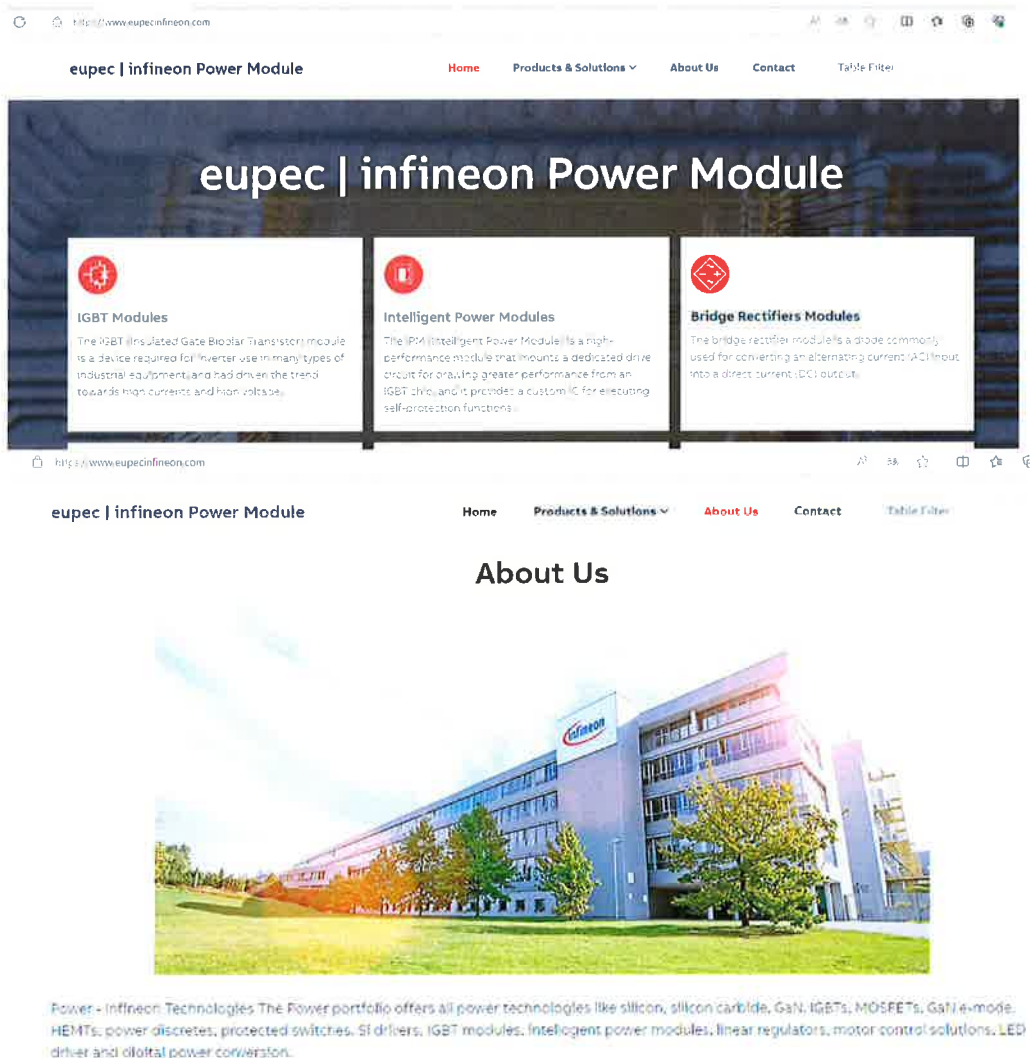 https://www.eupecinfineon.com
eupec | infineon Power Module
Home Products & Solutions About Us Contact Table Filter
eupec | infineon Power Module
IGBT Modules
The IGBT (Insulated Gate Bipolar Transistor) module
is a device required for inverter use in many types of
industrial equipment, and had driven the trend
towards high currents and high voltage.
Intelligent Power Modules
The IPM (Intelligent Power Module) is a high-
performance module that mounts a dedicated drive
circuit for drawing greater performance from an
IGBT chip, and it provides a custom IC for executing
self-protection functions.
Bridge Rectifiers Modules
The bridge rectifier module is a diode commonly
used for converting an alternating current (AC) input
into a direct current (DC) output.
https://www.eupecinfineon.com
eupec | infineon Power Module
Home Products & Solutions About Us Contact Table Filter
About Us
infineon
Power - Infineon Technologies The Power portfolio offers all power technologies like silicon, silicon carbide, GaN, IGBTs, MOSFETs, GaN e-mode
HEMTs, power discretes, protected switches, Si drivers, IGBT modules, intellogent power modules, linear regulators, motor control solutions, LED
driver and digital power conversion.